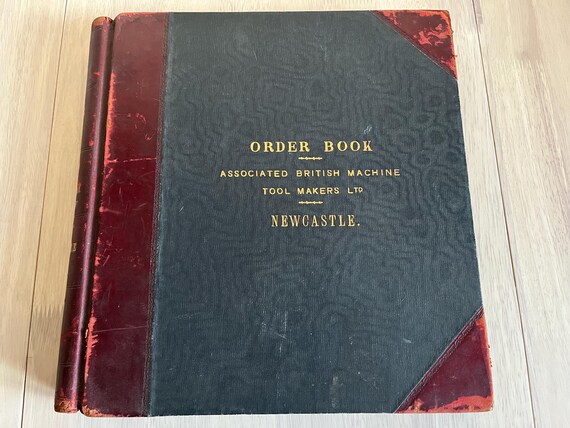 ORDER BOOK
ASSOCIATED BRITISH MACHINE
TOOL MAKERS LTD
NEWCASTLE.